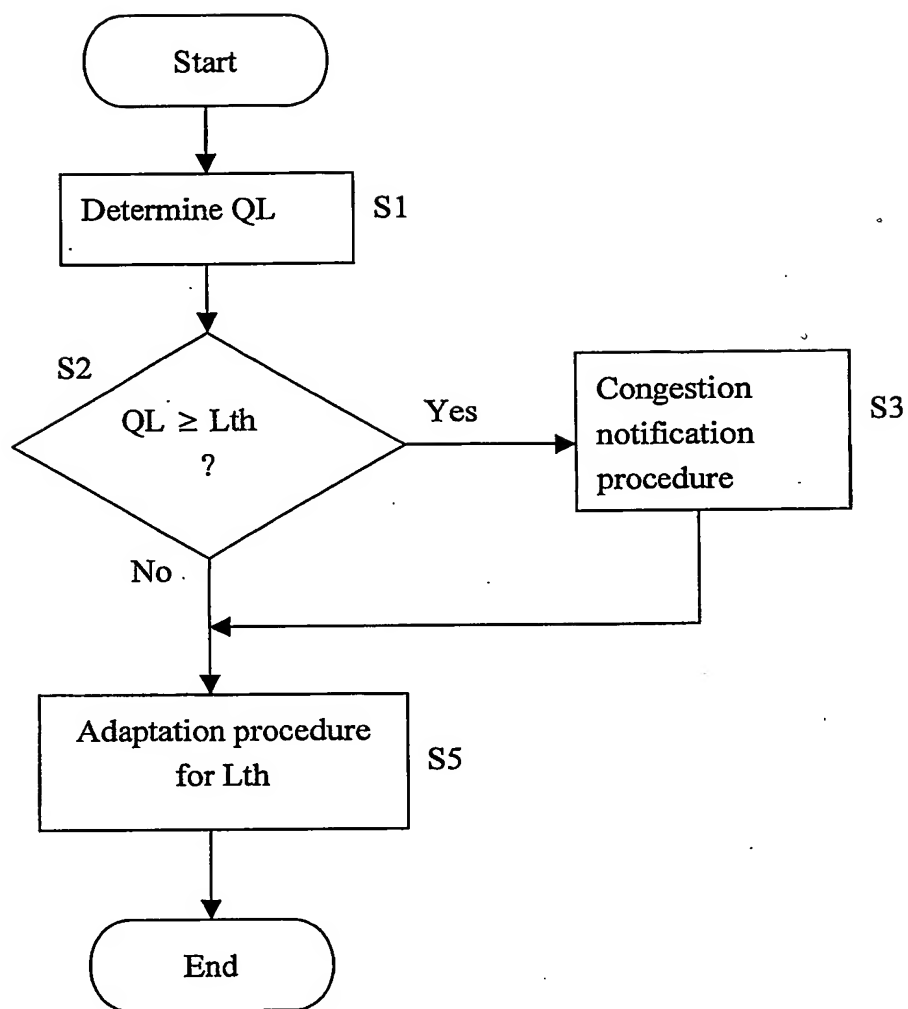 Start
Determine QL
S1
S2
QL ≥ Lth
?
Yes
Congestion
notification
procedure
S3
No
Adaptation procedure
for Lth
S5
End